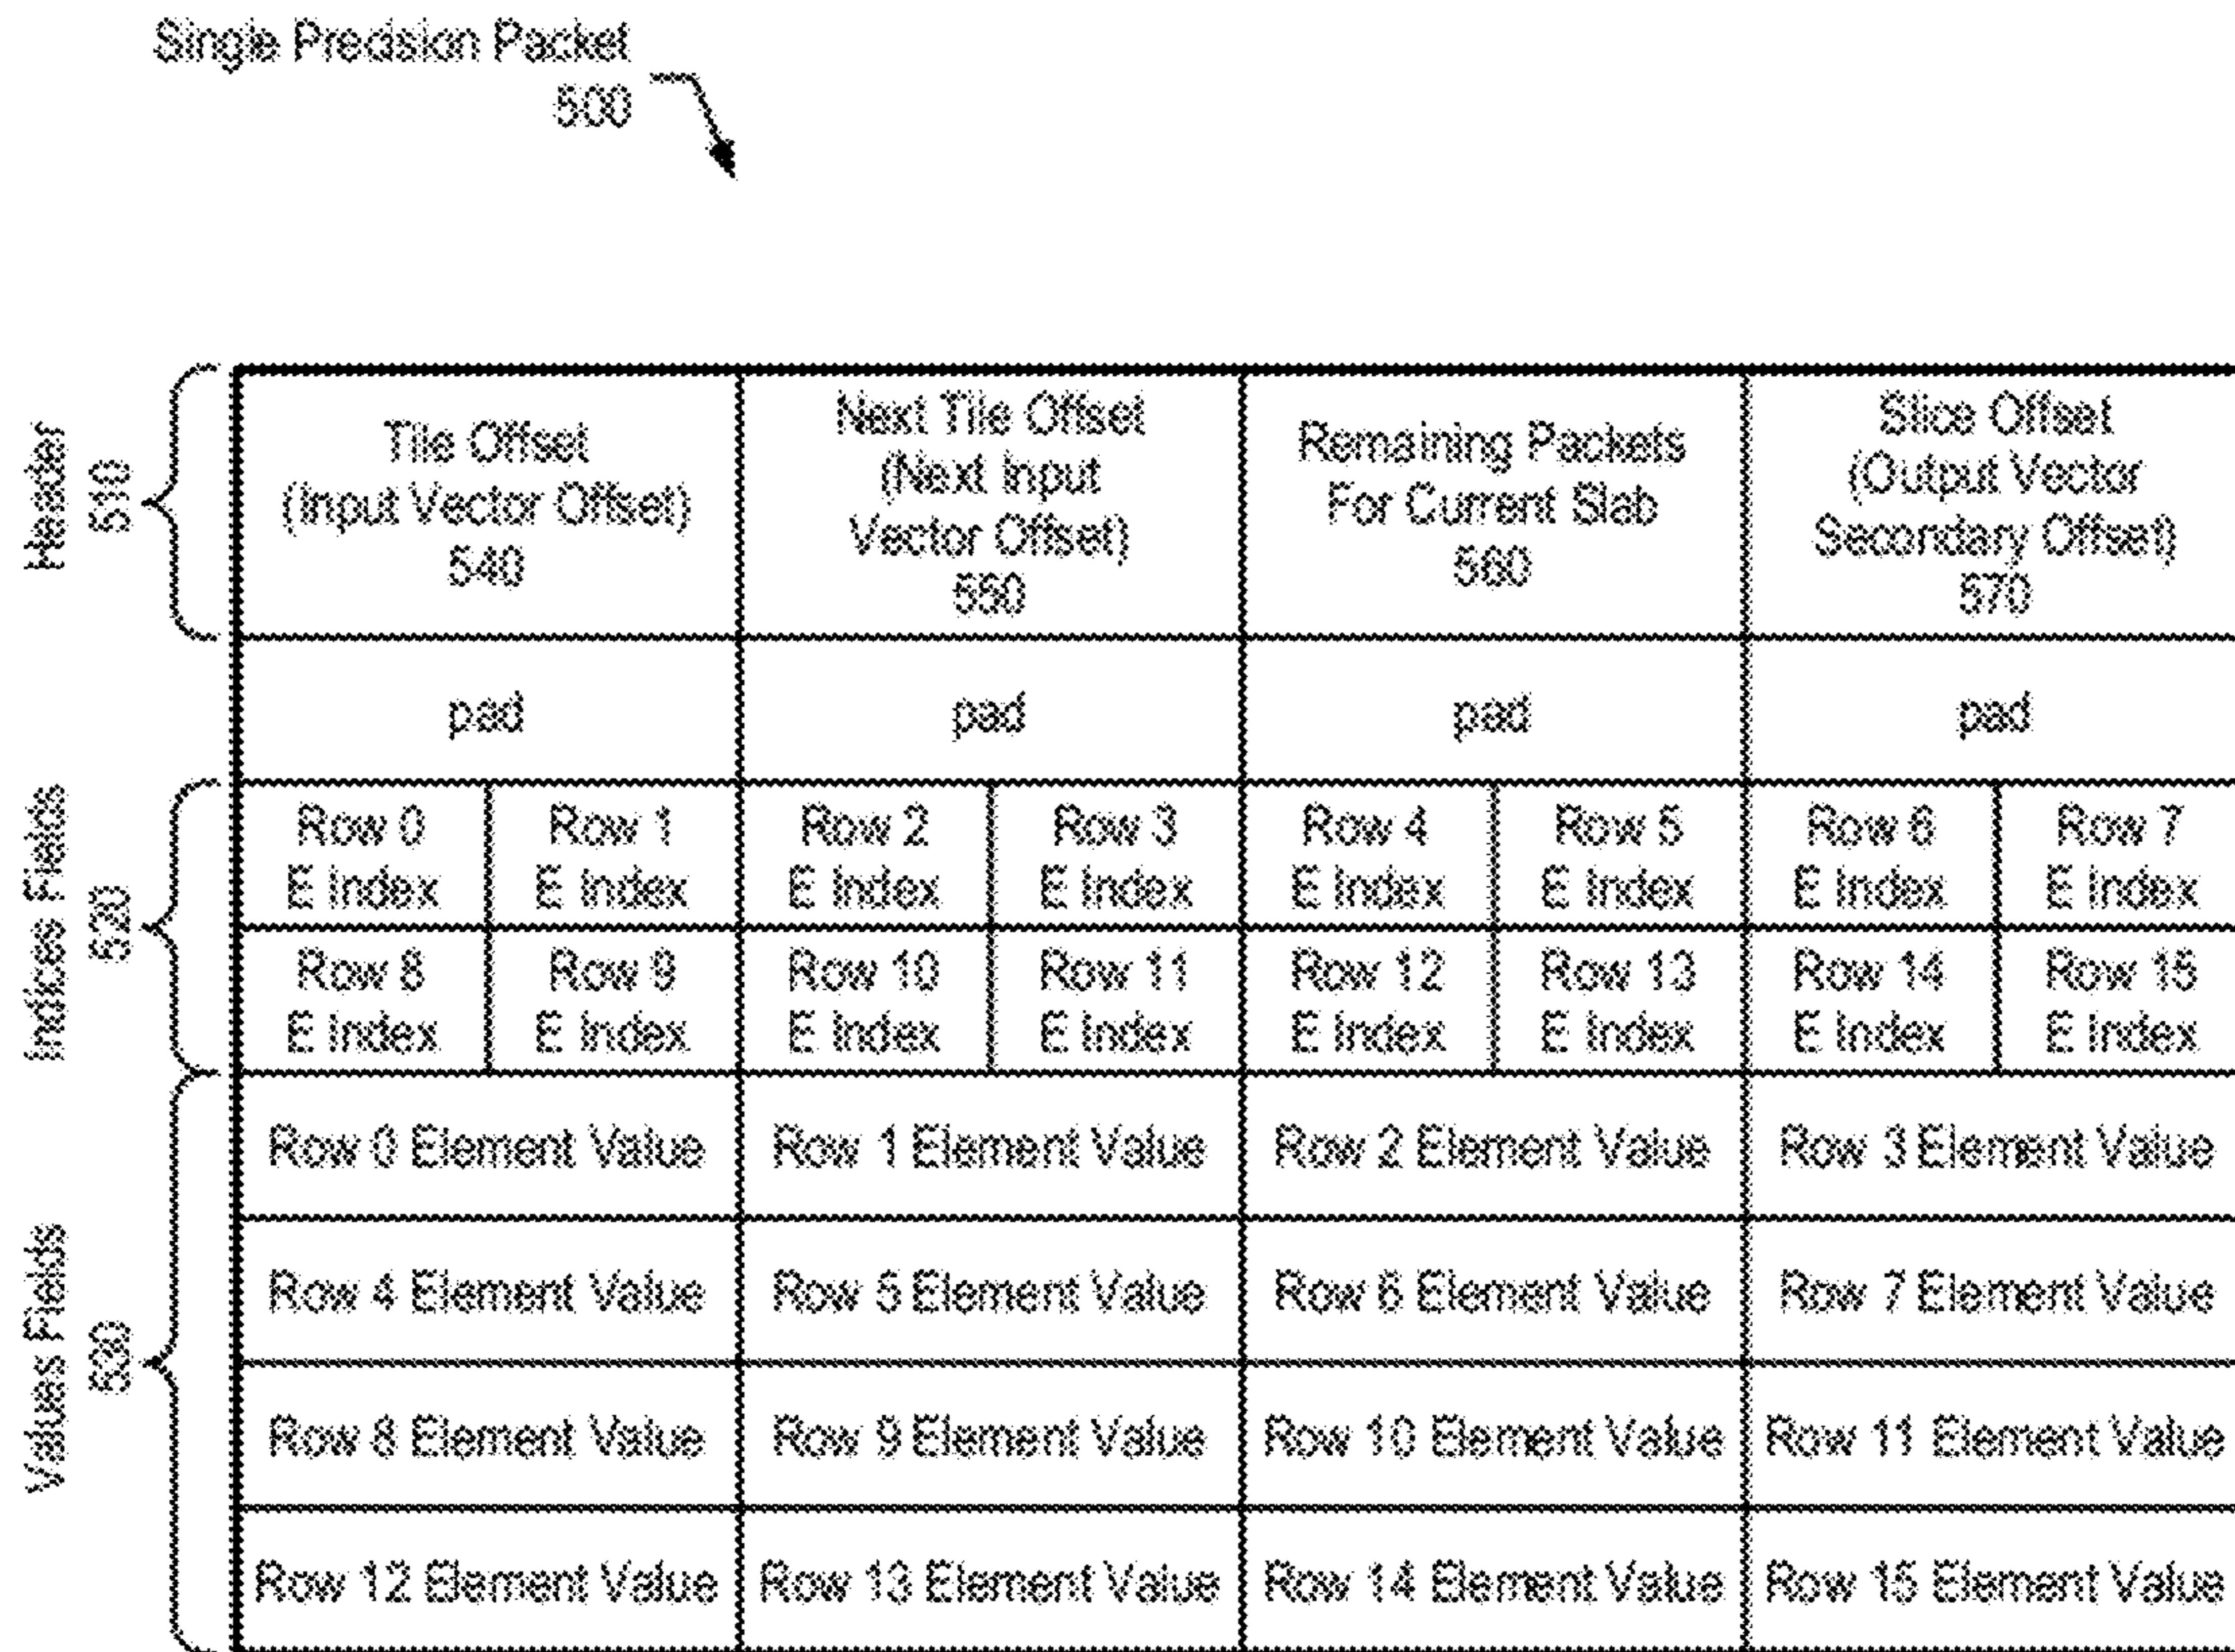 Single Precision Packet
500
Header
510
Tile Offset
(Input Vector Offset)
540
Next Tile Offset
(Next Input
Vector Offset)
550
Remaining Packets
For Current Slab
560
Slice Offset
(Output Vector
Secondary Offset)
570
pad
pad
pad
pad
Indices Fields
520
Row 0
E Index
Row 1
E Index
Row 2
E Index
Row 3
E Index
Row 4
E Index
Row 5
E Index
Row 6
E Index
Row 7
E Index
Row 8
E Index
Row 9
E Index
Row 10
E Index
Row 11
E Index
Row 12
E Index
Row 13
E Index
Row 14
E Index
Row 15
E Index
Values Fields
530
Row 0 Element Value
Row 1 Element Value
Row 2 Element Value
Row 3 Element Value
Row 4 Element Value
Row 5 Element Value
Row 6 Element Value
Row 7 Element Value
Row 8 Element Value
Row 9 Element Value
Row 10 Element Value
Row 11 Element Value
Row 12 Element Value
Row 13 Element Value
Row 14 Element Value
Row 15 Element Value